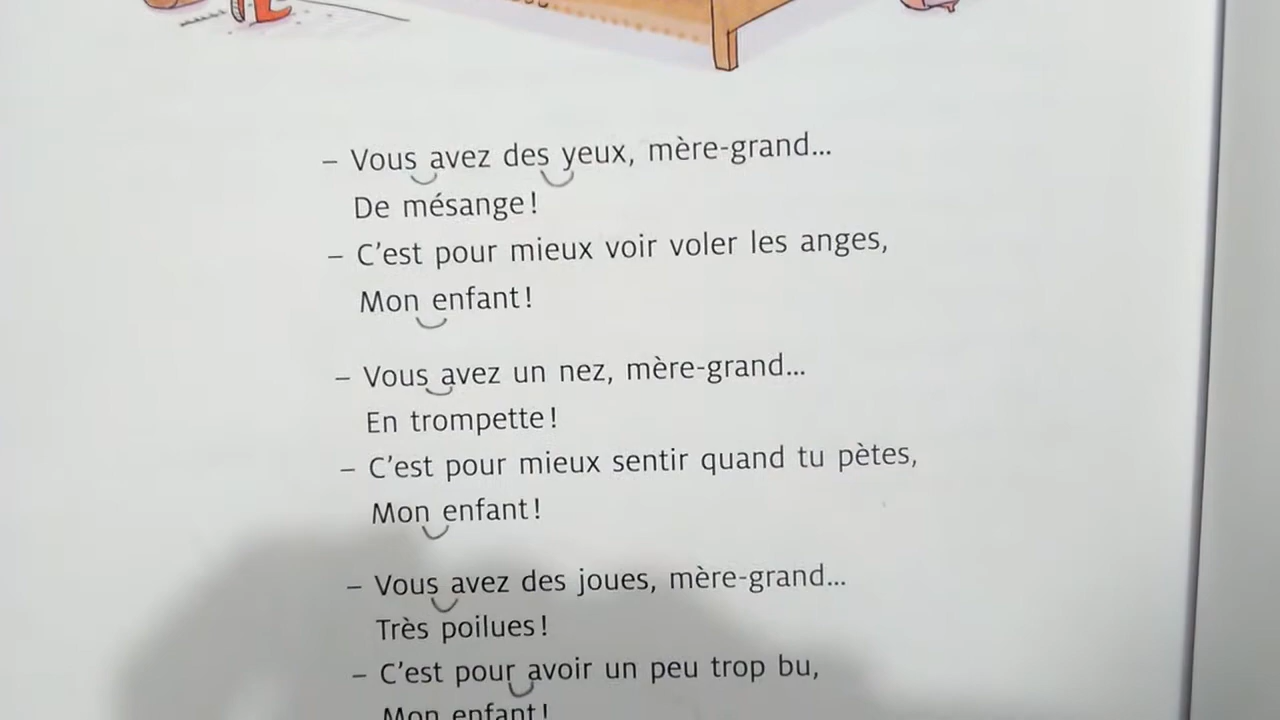 – Vous avez des yeux, mère-grand...
De mésange !
– C'est pour mieux voir voler les anges,
Mon enfant !
– Vous avez un nez, mère-grand...
En trompette !
– C'est pour mieux sentir quand tu pètes,
Mon enfant !
– Vous avez des joues, mère-grand...
Très poilues !
– C'est pour avoir un peu trop bu,
Mon enfant !